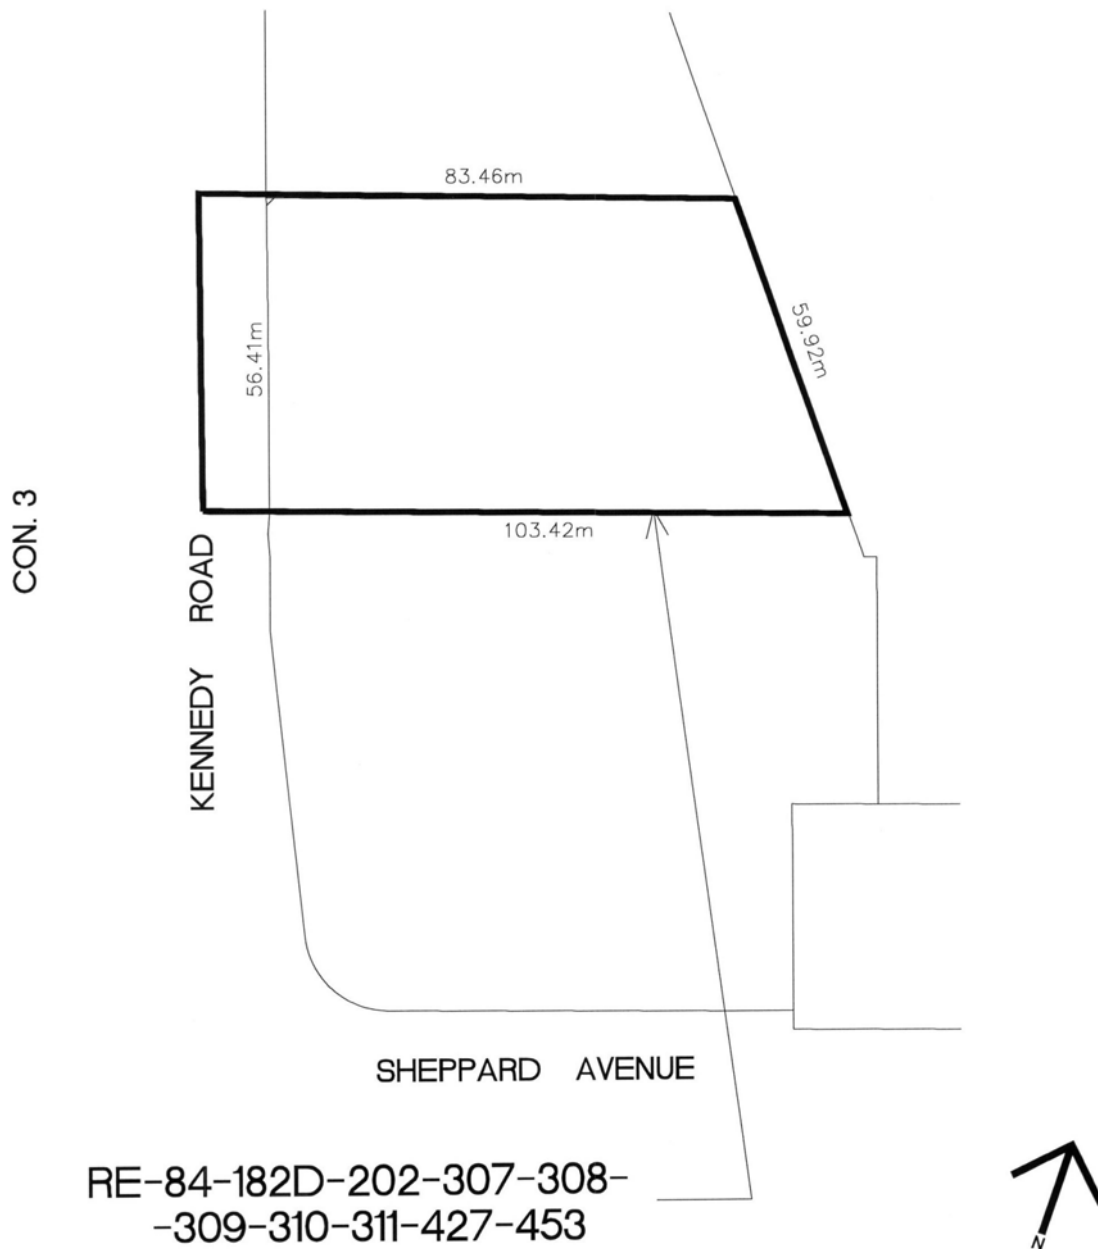 83.46m
56.41m
59.92m
103.42m
CON. 3
KENNEDY ROAD
SHEPPARD AVENUE
RE-84-182D-202-307-308-
-309-310-311-427-453
N